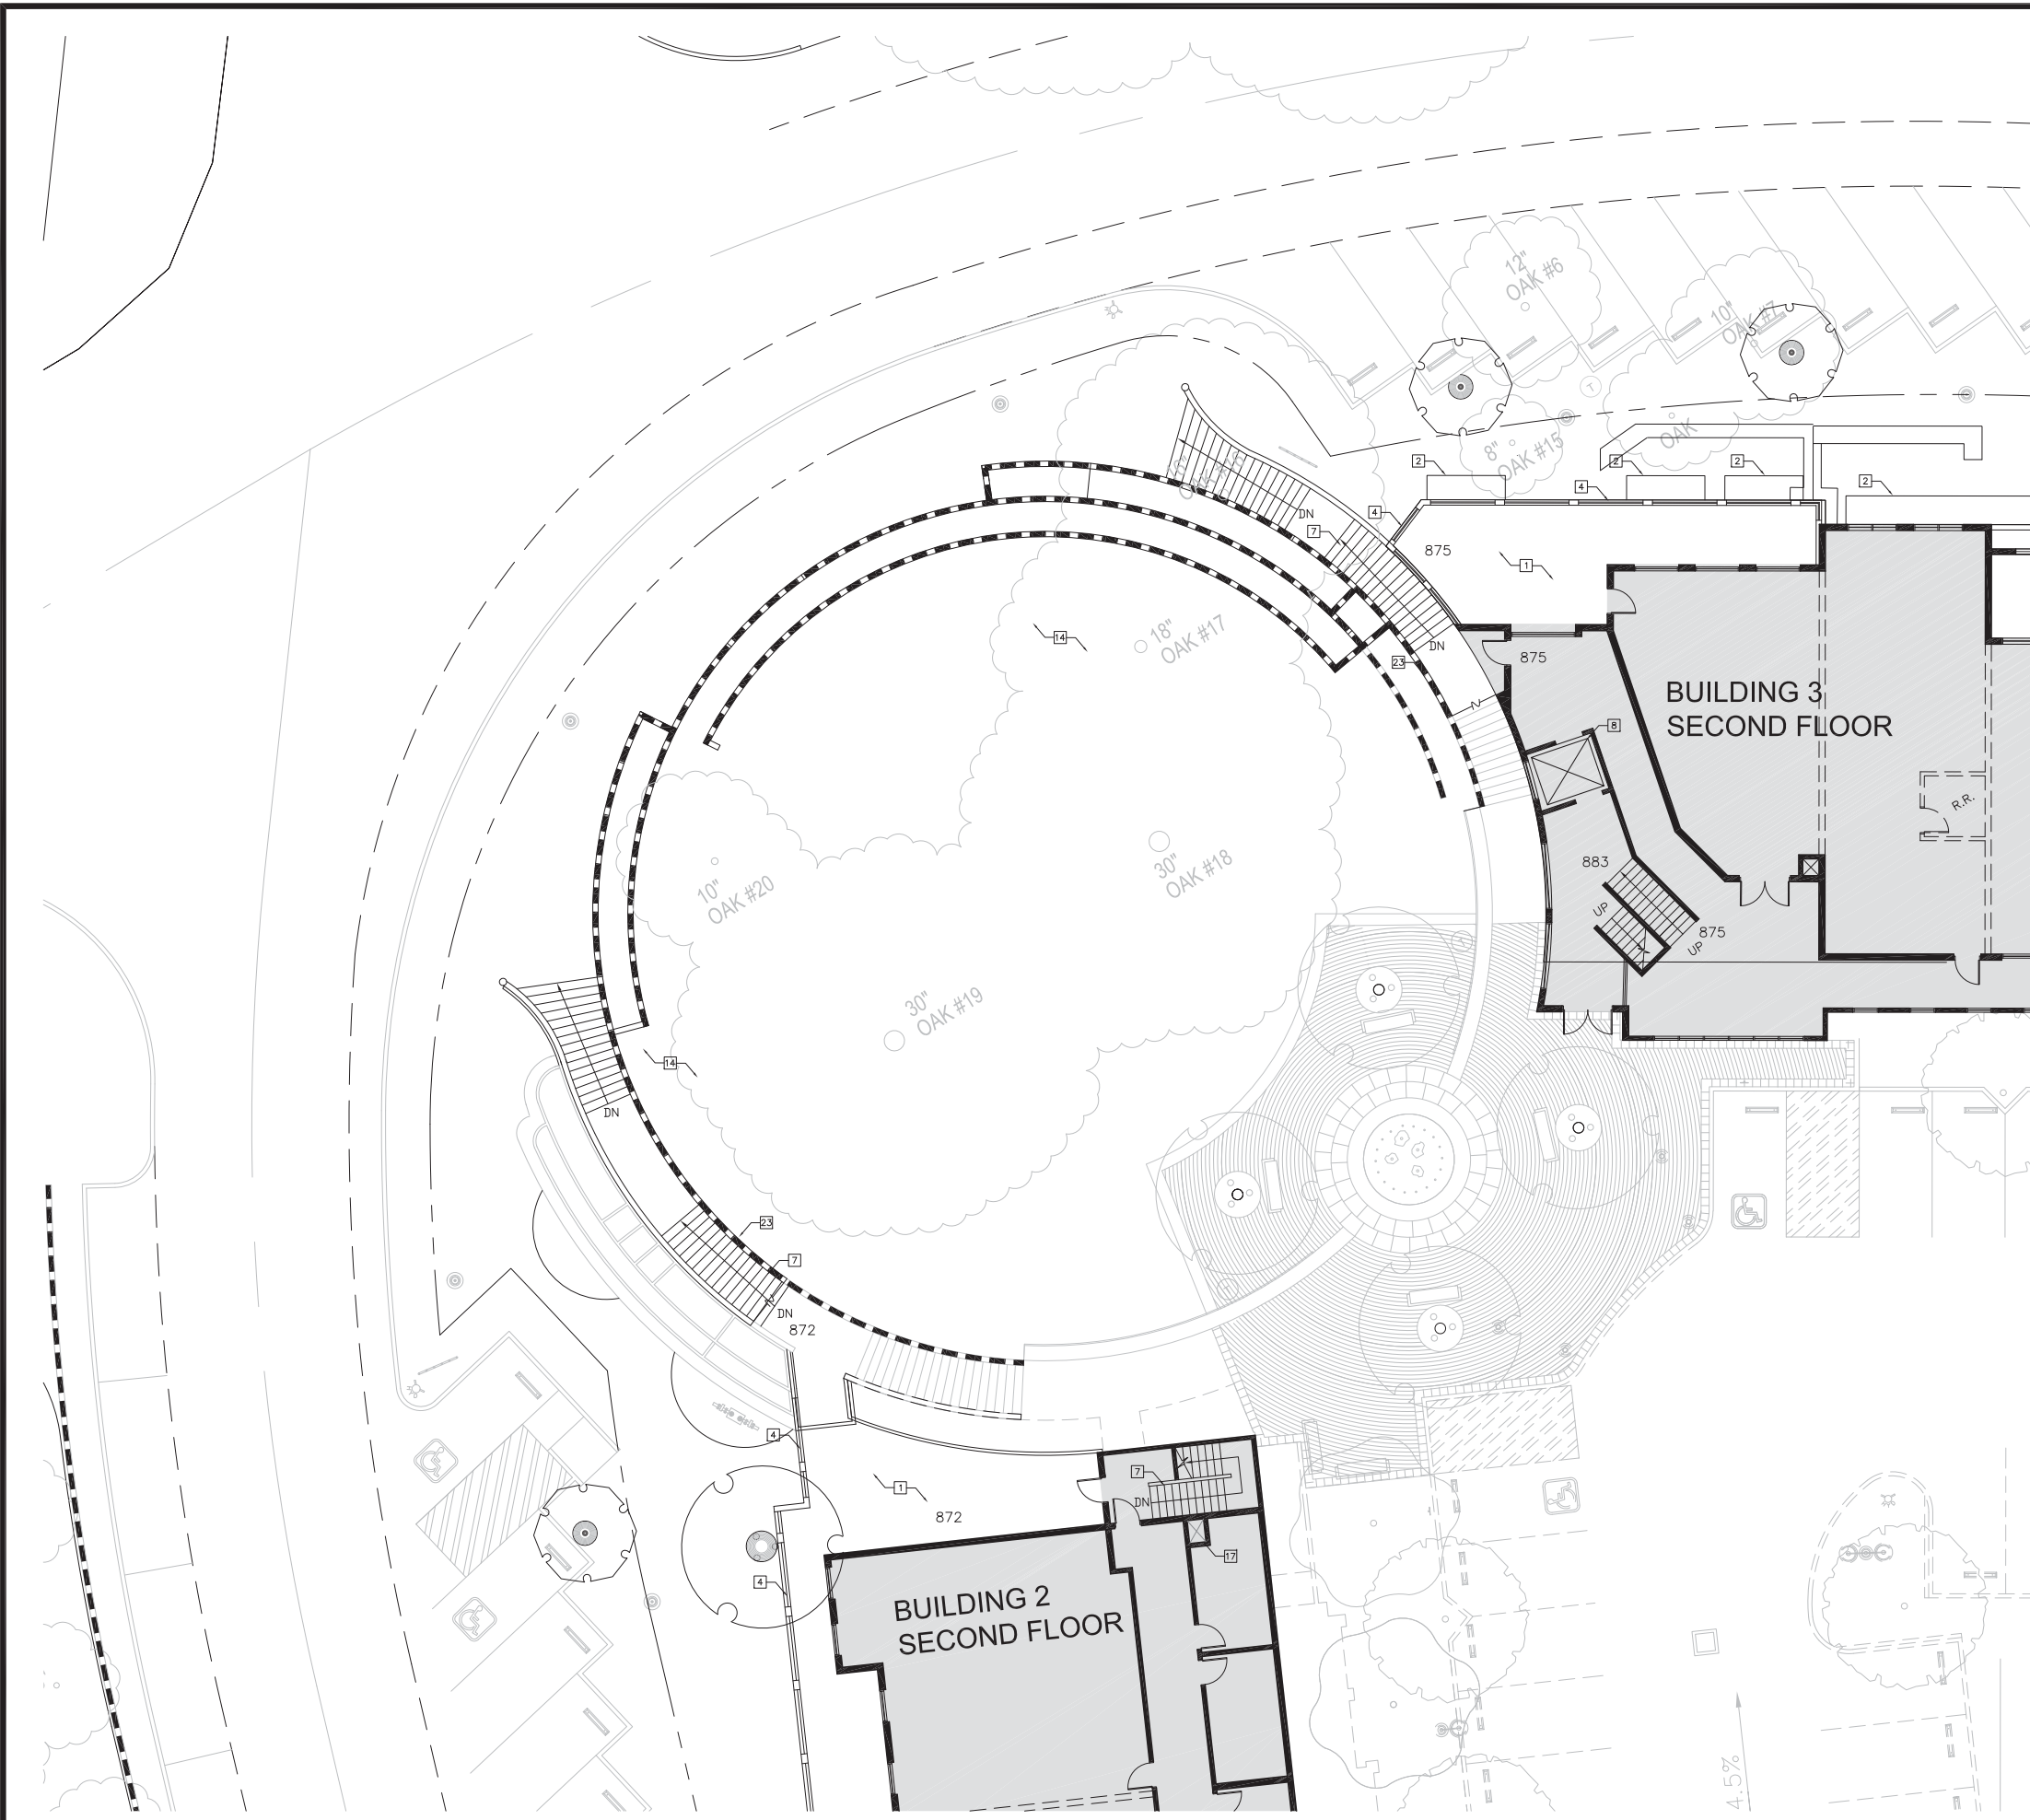 12"
OAK #6
10"
OAK #7
T
8"
OAK #15
OAK
2
2
2
2
4
4
DN
7
875
1
14
18"
OAK #17
DN
23
875
BUILDING 3
SECOND FLOOR
8
R.R.
30"
OAK #18
10"
OAK #20
883
UP
875
UP
30"
OAK #19
14
DN
23
7
DN
872
4
1
872
7
DN
17
4
BUILDING 2
SECOND FLOOR
4.5%